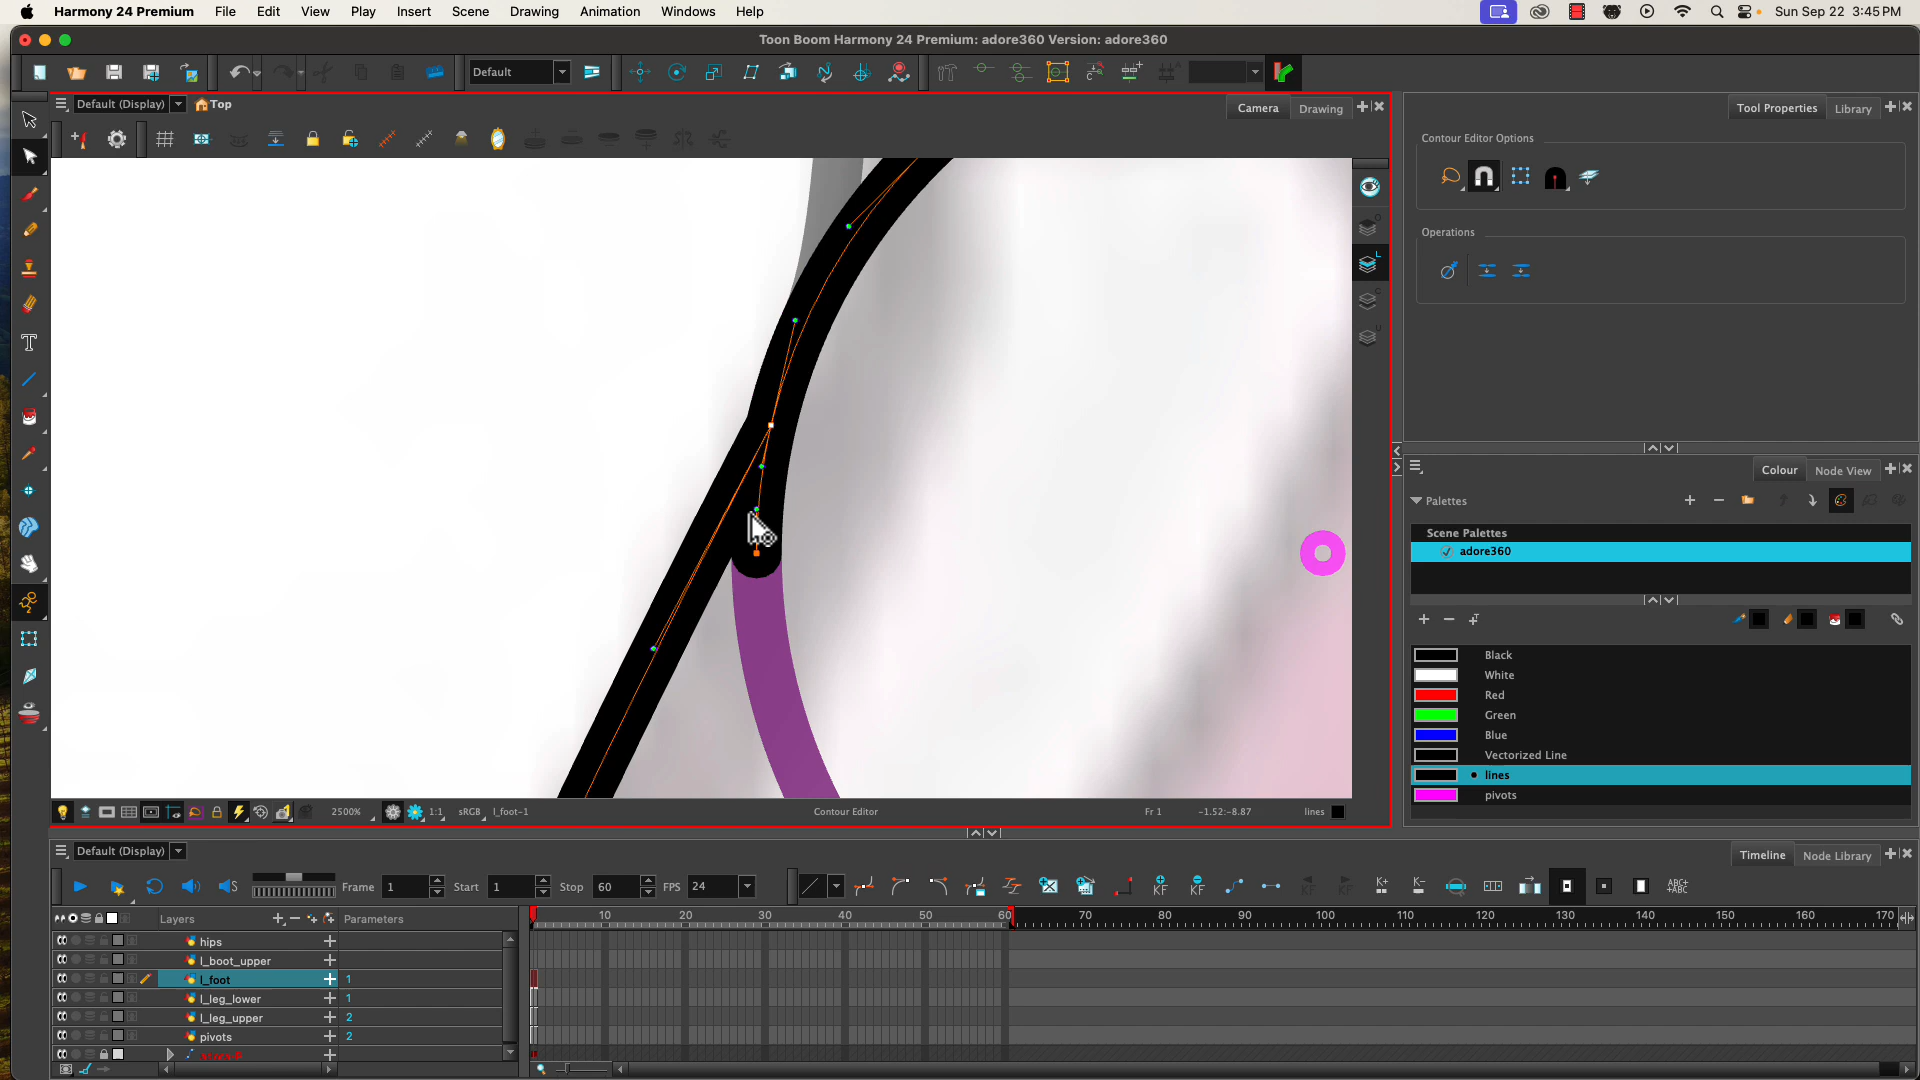 Harmony 24 Premium File Edit View Play Insert Scene Drawing Animation Windows Help Sun Sep 22 3:45 PM
Toon Boom Harmony 24 Premium: adore360 Version: adore360
Default
Default (Display) Top Camera Drawing
Tool Properties Library
Contour Editor Options
Operations
Colour Node View
Palettes
Scene Palettes
adore360
Black
White
Red
Green
Blue
Vectorized Line
lines
pivots
2500% 1:1 sRGB l_foot-1 Contour Editor Fr 1 -1.52:-8.87 lines
Default (Display) Timeline Node Library
Frame 1 Start 1 Stop 60 FPS 24
Layers Parameters 10 20 30 40 50 60 70 80 90 100 110 120 130 140 150 160 170
hips
l_boot_upper
l_foot 1
l_leg_lower 1
l_leg_upper 2
pivots 2